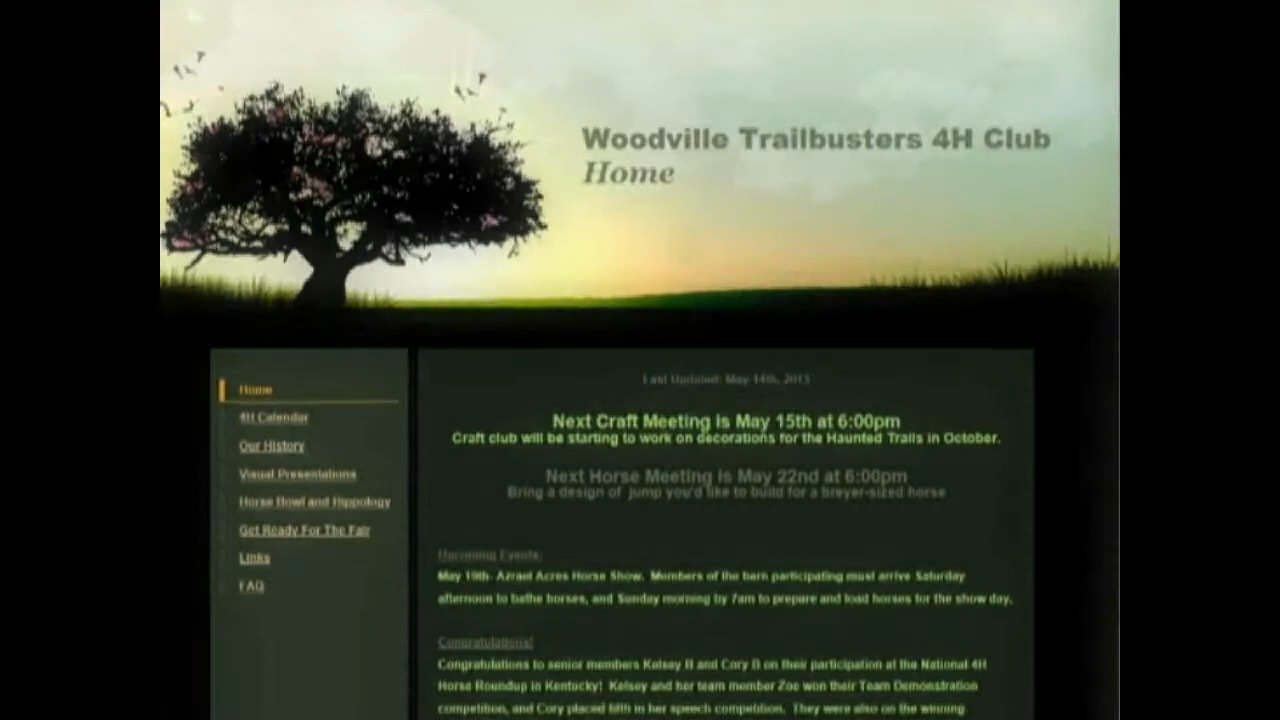 Woodville Trailbusters 4H Club
Home
Home
4H Calendar
Our History
Visual Presentations
Horse Bowl and Hippology
Get Ready For The Fair
Links
FAQ
Last Updated: May 14th, 2013
Next Craft Meeting is May 15th at 6:00pm
Craft club will be starting to work on decorations for the Haunted Trails in October.
Next Horse Meeting is May 22nd at 6:00pm
Bring a design of jump you'd like to build for a breyer-sized horse
Upcoming Events:
May 19th- Azrael Acres Horse Show. Members of the barn participating must arrive Saturday
afternoon to bathe horses, and Sunday morning by 7am to prepare and load horses for the show day.
Congratulations!
Congratulations to senior members Kelsey B and Cory B on their participation at the National 4H
Horse Roundup in Kentucky! Kelsey and her team member Zoe won their Team Demonstration
competition, and Cory placed fifth in her speech competition. They were also on the winning